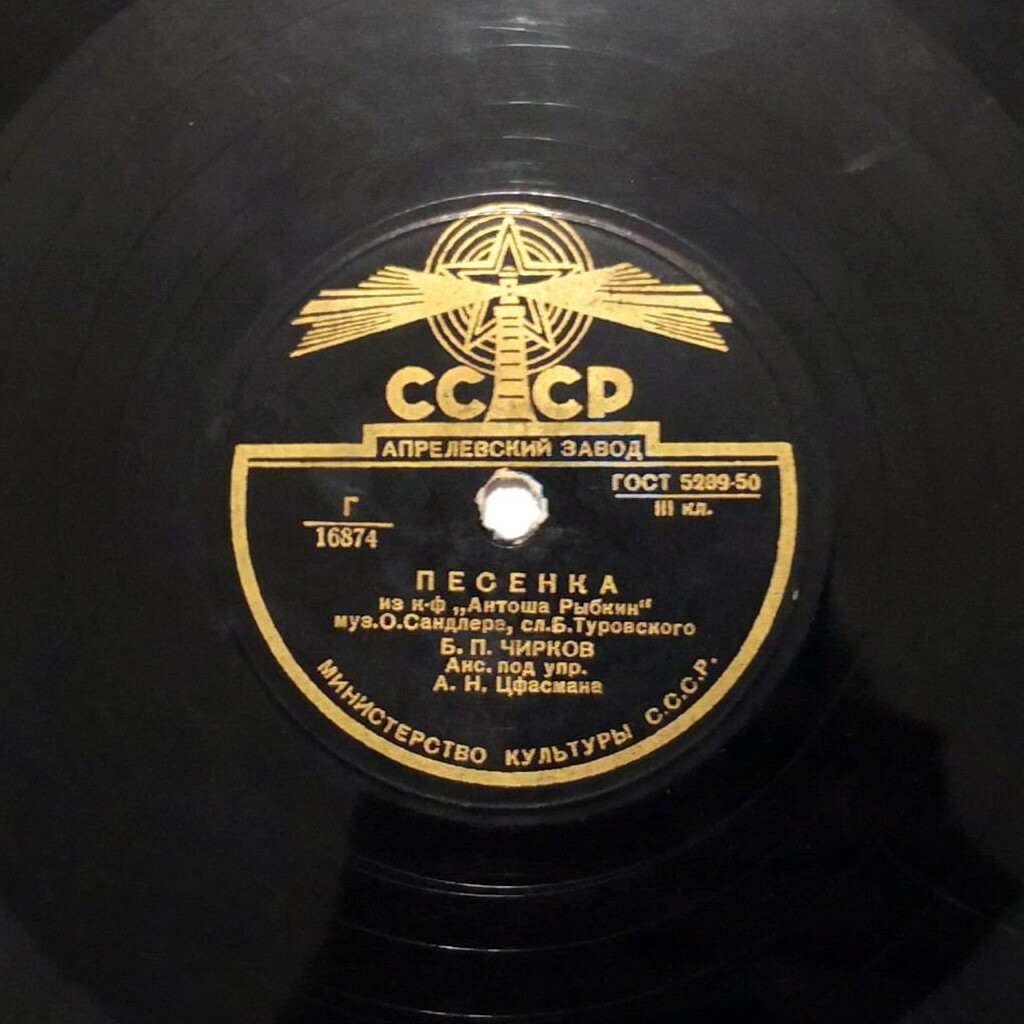 СССР
АПРЕЛЕВСКИЙ ЗАВОД
ГОСТ 5289-50
III кл.
Г
16874
ПЕСЕНКА
из к-ф „Антоша Рыбкин“
муз.О.Сандлера, сл.Б.Туровского
Б. П. ЧИРКОВ
Анс. под упр.
А. Н. Цфасмана
МИНИСТЕРСТВО КУЛЬТУРЫ С.С.С.Р.